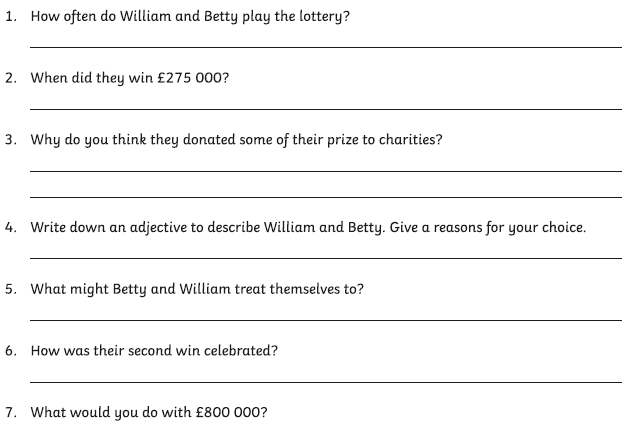 1. How often do William and Betty play the lottery?
2. When did they win £275 000?
3. Why do you think they donated some of their prize to charities?
4. Write down an adjective to describe William and Betty. Give a reasons for your choice.
5. What might Betty and William treat themselves to?
6. How was their second win celebrated?
7. What would you do with £800 000?